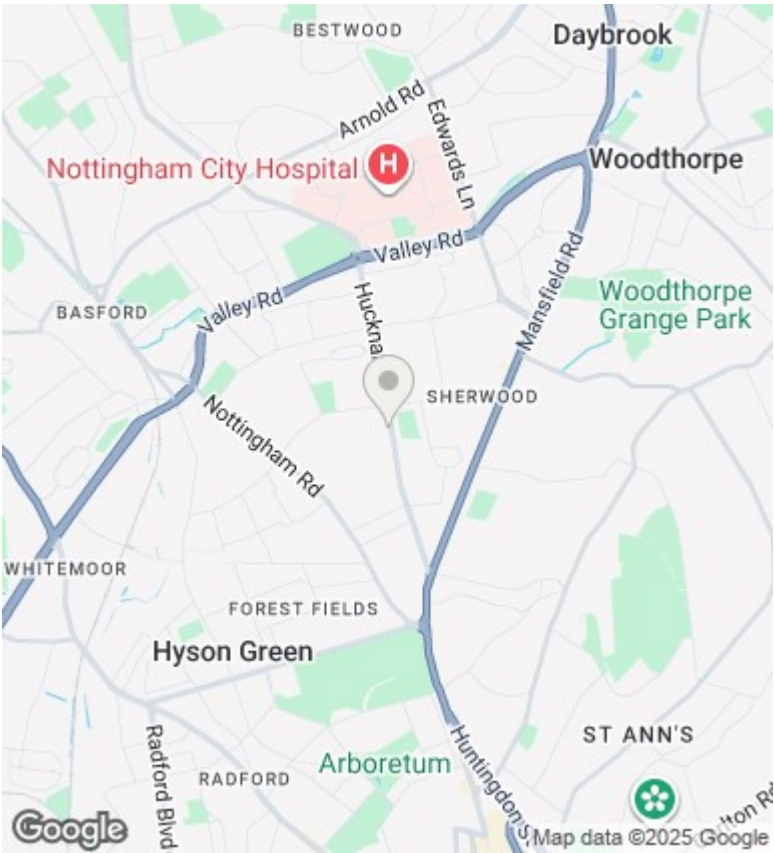 BESTWOOD
Daybrook
Arnold Rd
Edwards Ln
Nottingham City Hospital
H
Woodthorpe
Valley Rd
Mansfield Rd
Valley Rd
BASFORD
Woodthorpe
Grange Park
SHERWOOD
Nottingham Rd
WHITEMOOR
FOREST FIELDS
Hyson Green
ST ANN'S
Radford Blvd
RADFORD
Arboretum
Huntingdon St
Google
Map data ©2025 Google